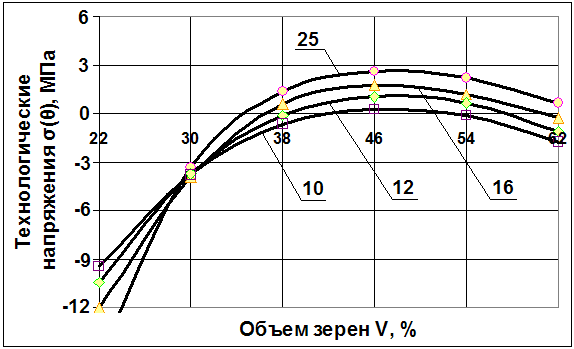 Технологические
напряжения σ(θ), МПа
6
3
0
-3
-6
-9
-12
22 30 38 46 54 62
25
10
12
16
Объем зерен V, %